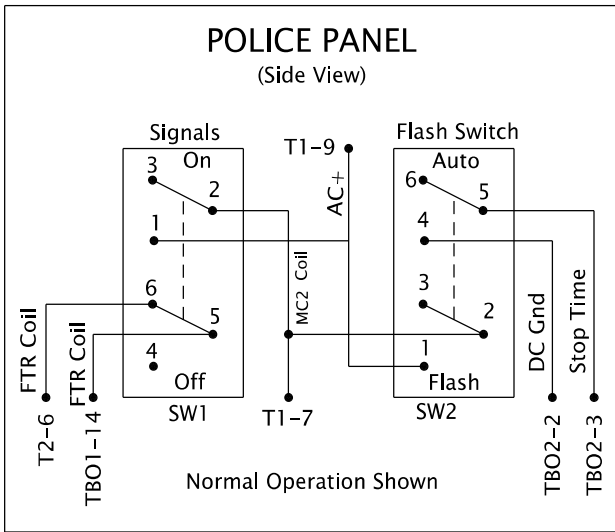 POLICE PANEL
(Side View)
Signals
On
3
2
1
6
5
4
Off
SW1
T1-9
AC+
MC2 Coil
T1-7
Flash Switch
Auto
6
5
4
3
2
1
Flash
SW2
FTR Coil
T2-6
FTR Coil
TBO1-14
DC Gnd
TBO2-2
Stop Time
TBO2-3
Normal Operation Shown